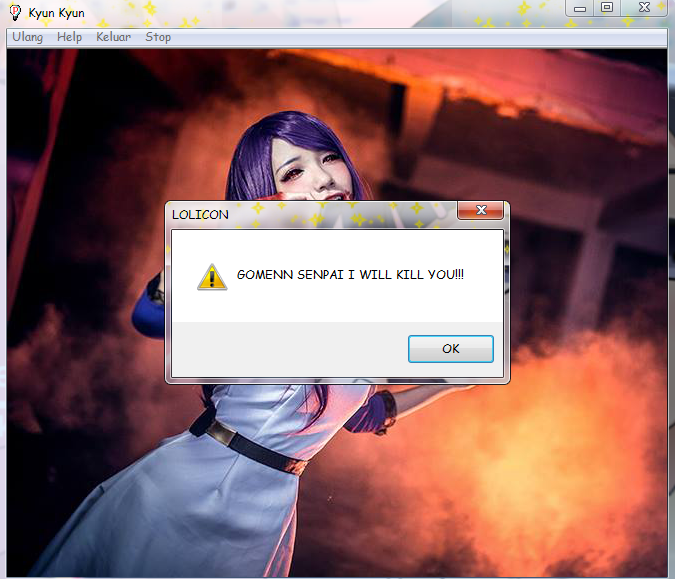 Kyun Kyun
Ulang Help Keluar Stop
LOLICON
GOMENN SENPAI I WILL KILL YOU!!!
OK